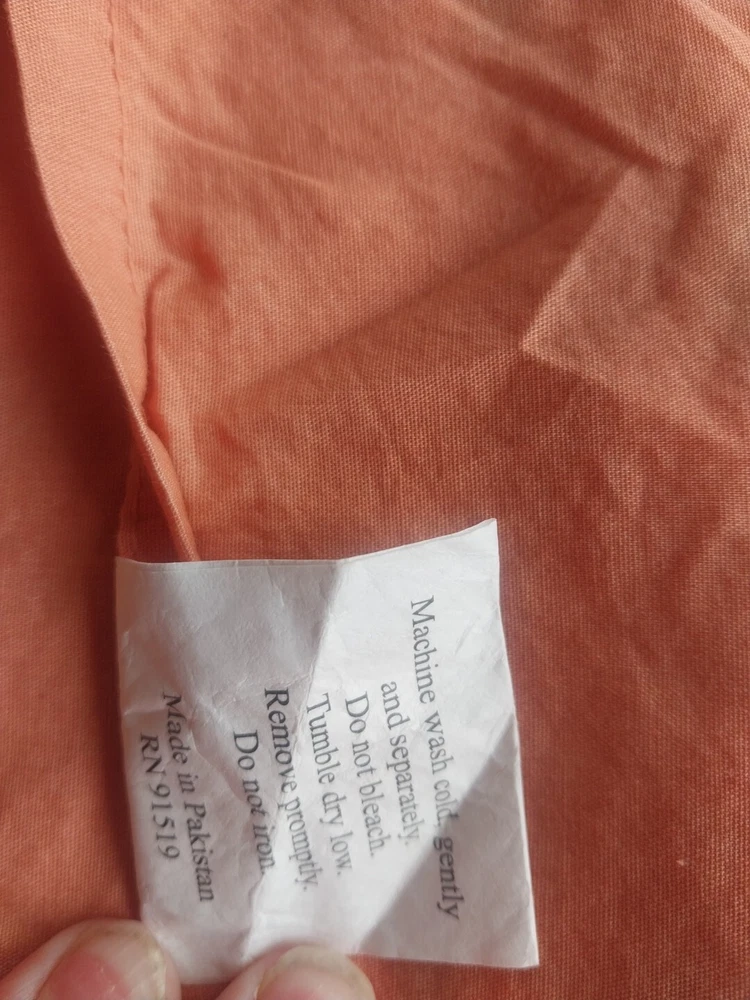 Machine wash cold, gently
and separately.
Do not bleach.
Tumble dry low.
Remove promptly.
Do not iron.
Made in Pakistan
RN 91519